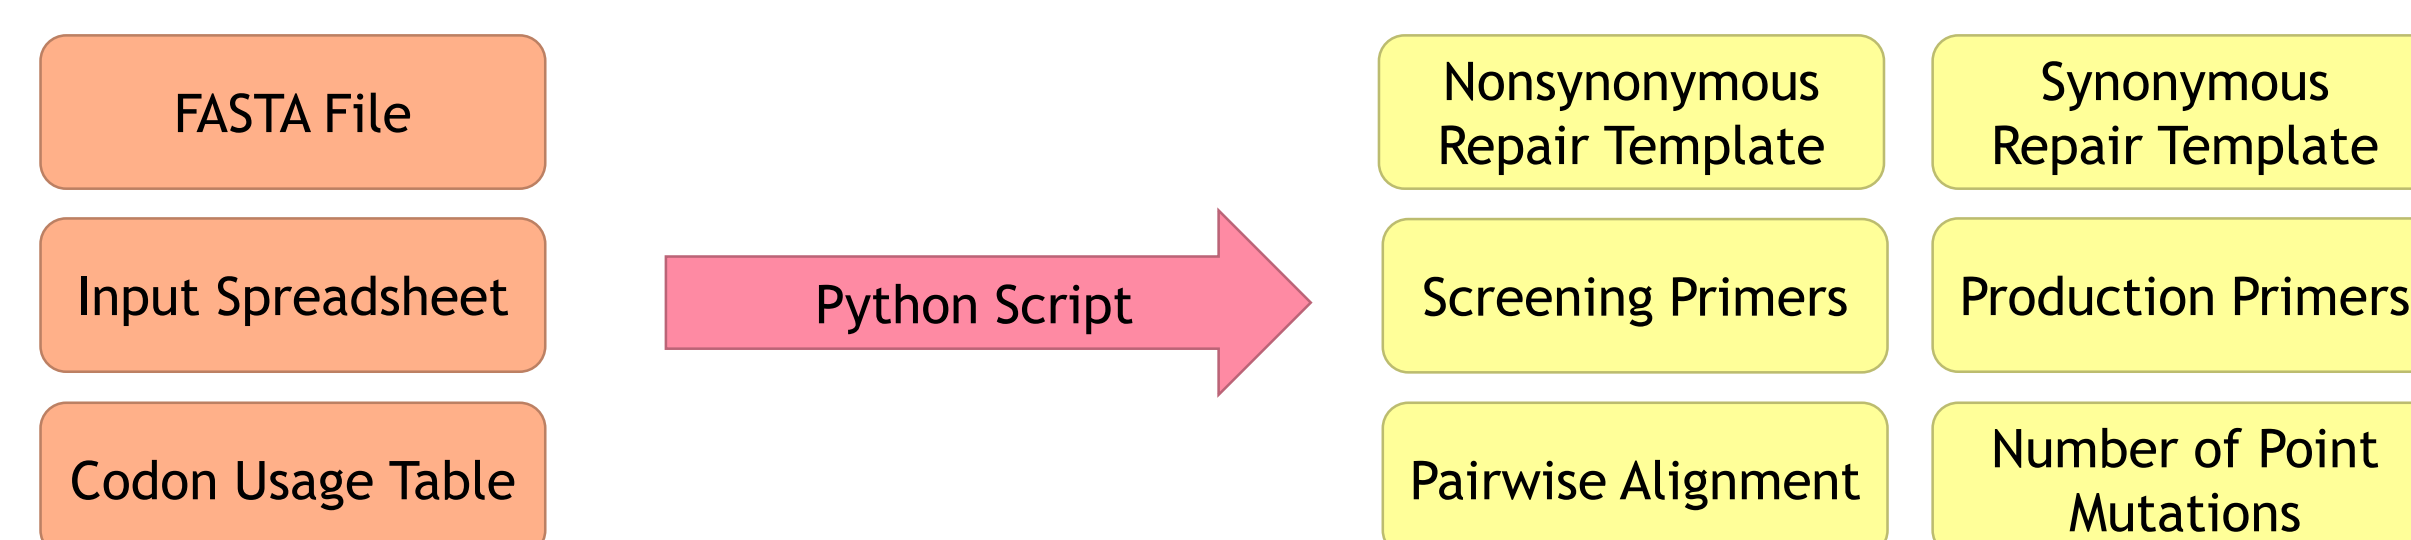 FASTA File
Input Spreadsheet
Codon Usage Table
Python Script
Nonsynonymous
Repair Template
Synonymous
Repair Template
Screening Primers
Production Primers
Pairwise Alignment
Number of Point
Mutations